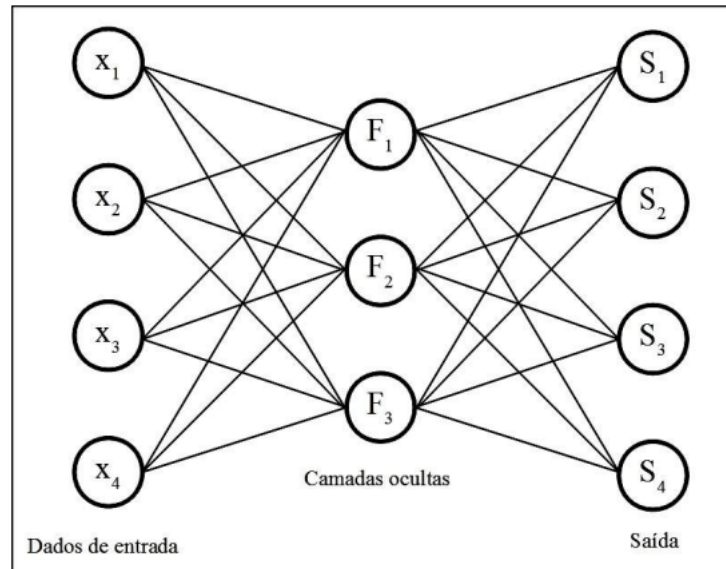 x₁
S₁
F₁
x₂
S₂
F₂
x₃
S₃
F₃
x₄
S₄
Camadas ocultas
Dados de entrada
Saída